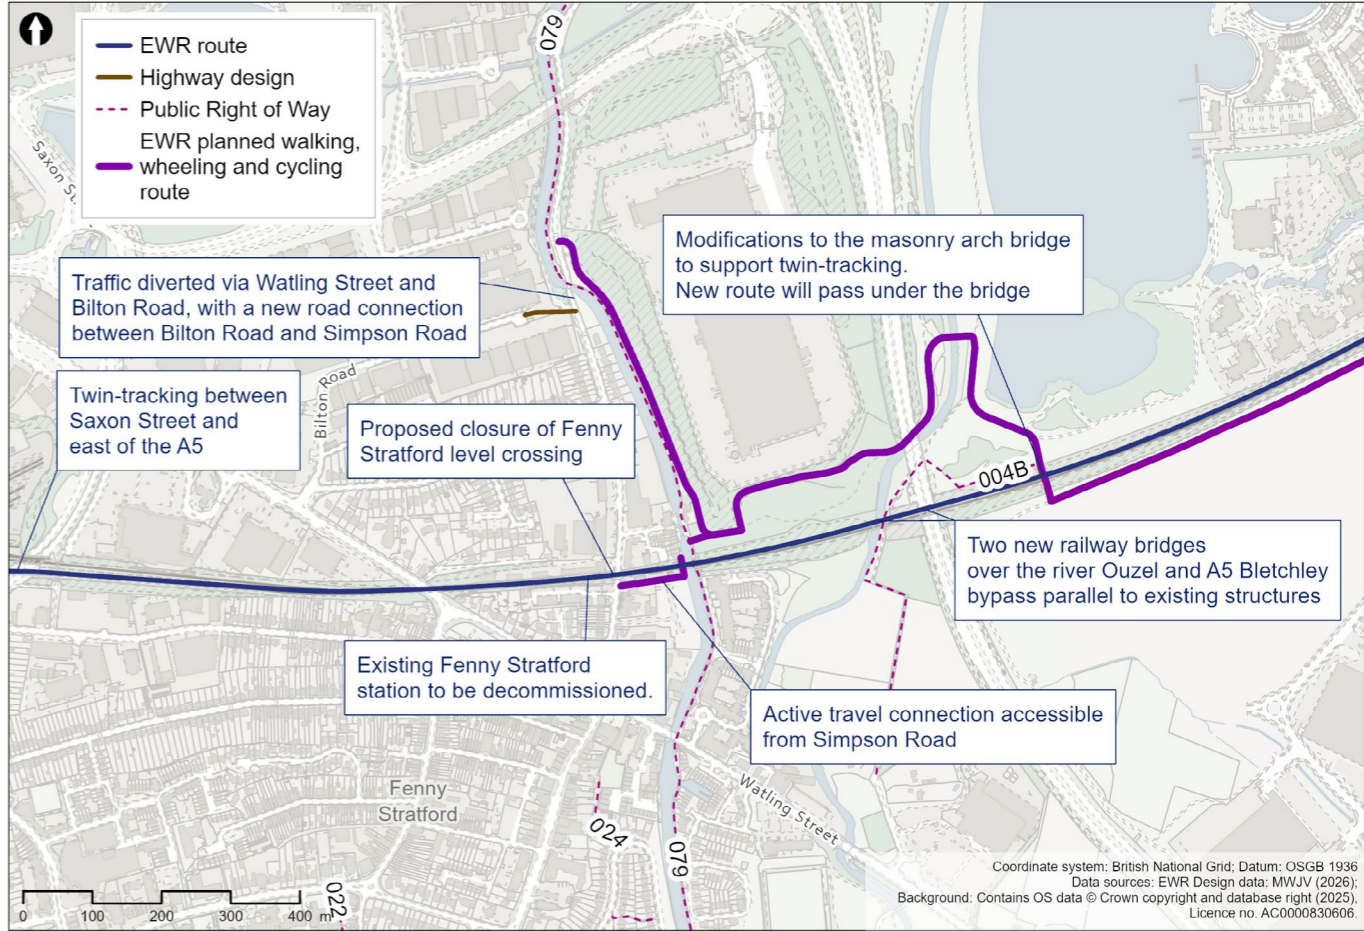 079
EWR route
Highway design
Public Right of Way
EWR planned walking,
wheeling and cycling
route
Saxon St.
Traffic diverted via Watling Street and
Bilton Road, with a new road connection
between Bilton Road and Simpson Road
Modifications to the masonry arch bridge
to support twin-tracking.
New route will pass under the bridge
Twin-tracking between
Saxon Street and
east of the A5
Bilton Road
Proposed closure of Fenny
Stratford level crossing
004B
Two new railway bridges
over the river Ouzel and A5 Bletchley
bypass parallel to existing structures
Existing Fenny Stratford
station to be decommissioned.
Active travel connection accessible
from Simpson Road
Fenny
Stratford
Watling Street
024
079
022
0 100 200 300 400 m
Coordinate system: British National Grid; Datum: OSGB 1936
Data sources: EWR Design data: MWJV (2026);
Background: Contains OS data © Crown copyright and database right (2025),
Licence no. AC0000830606.